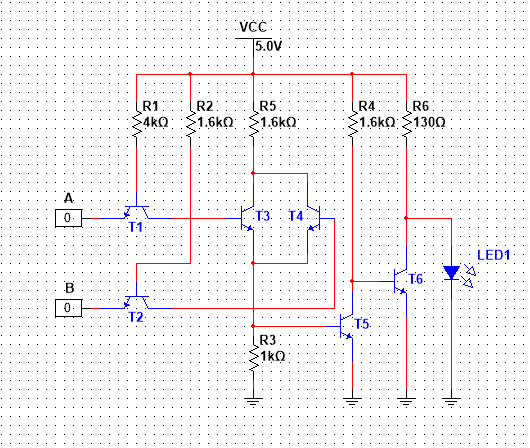 VCC
5.0V
R1
4kΩ
R2
1.6kΩ
R5
1.6kΩ
R4
1.6kΩ
R6
130Ω
A
0
T1
T3
T4
B
0
T2
T5
T6
LED1
R3
1kΩ